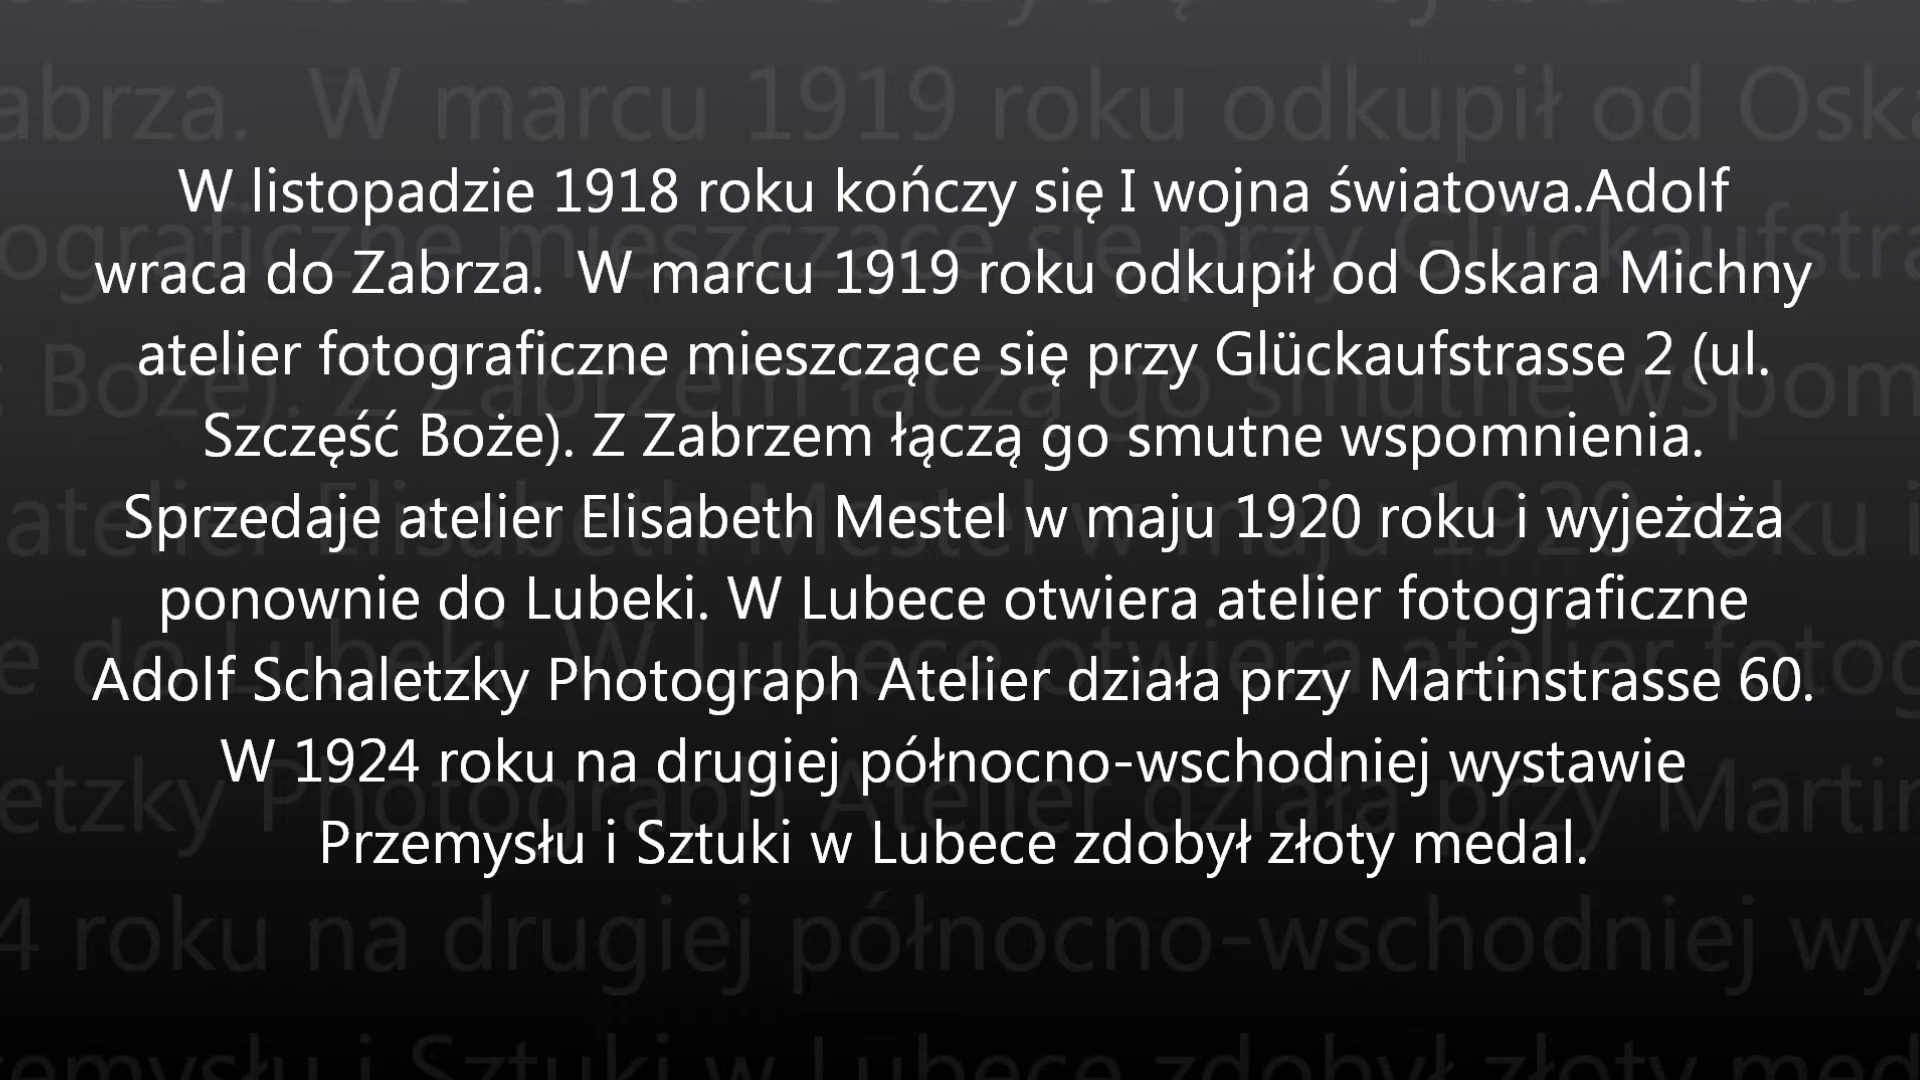 W listopadzie 1918 roku kończy się I wojna światowa.Adolf
wraca do Zabrza.  W marcu 1919 roku odkupił od Oskara Michny
atelier fotograficzne mieszczące się przy Glückaufstrasse 2 (ul.
Szczęść Boże). Z Zabrzem łączą go smutne wspomnienia.
Sprzedaje atelier Elisabeth Mestel w maju 1920 roku i wyjeżdża
ponownie do Lubeki. W Lubece otwiera atelier fotograficzne
Adolf Schaletzky Photograph Atelier działa przy Martinstrasse 60.
W 1924 roku na drugiej północno-wschodniej wystawie
Przemysłu i Sztuki w Lubece zdobył złoty medal.